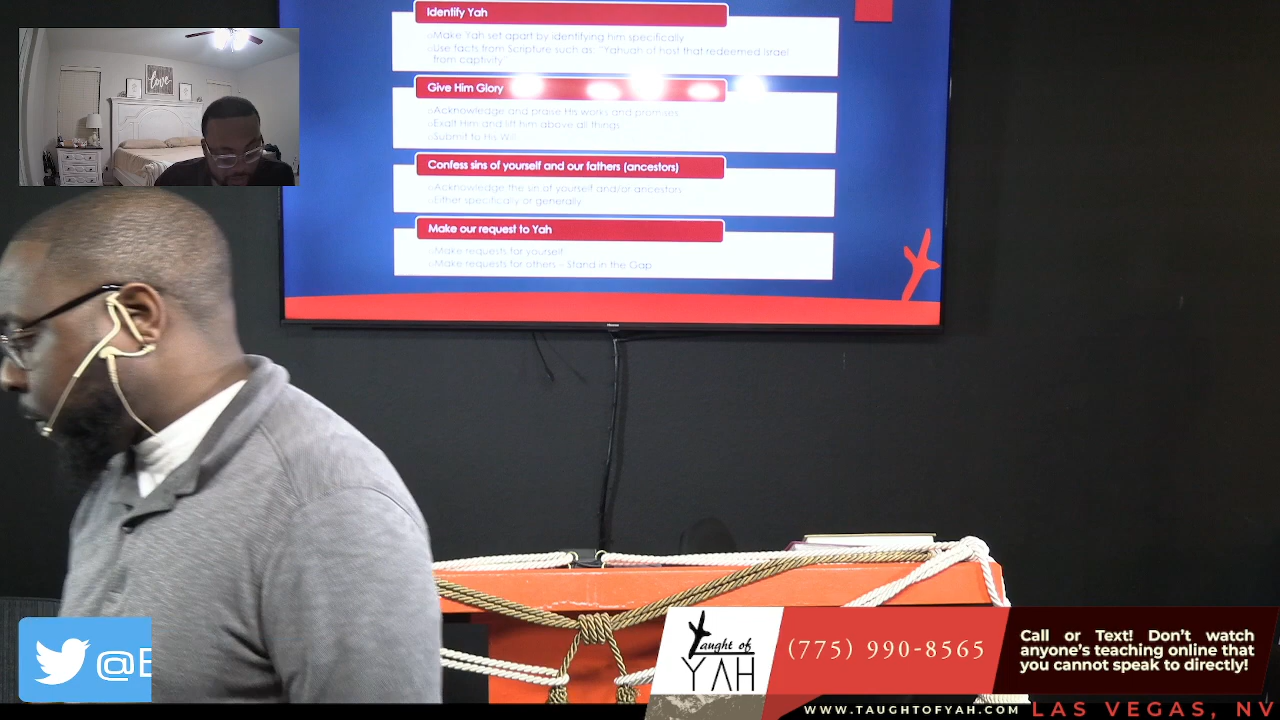 Identify Yah
Make Yah set apart by identifying him specifically
Use facts from Scripture such as: "Yahuah of host that redeemed Israel
from captivity"
Give Him Glory
Acknowledge and praise His works and promises
Exalt Him and lift him above all things
Submit to His Will
Confess sins of yourself and our fathers (ancestors)
Acknowledge the sin of yourself and/or ancestors
Either specifically or generally
Make our request to Yah
Make requests for yourself
Make requests for others – Stand in the Gap
love
Hisense
@E
taught of
YAH
(775) 990-8565
Call or Text! Don't watch
anyone's teaching online that
you cannot speak to directly!
WWW.TAUGHTOFYAH.COM
LAS VEGAS, NV